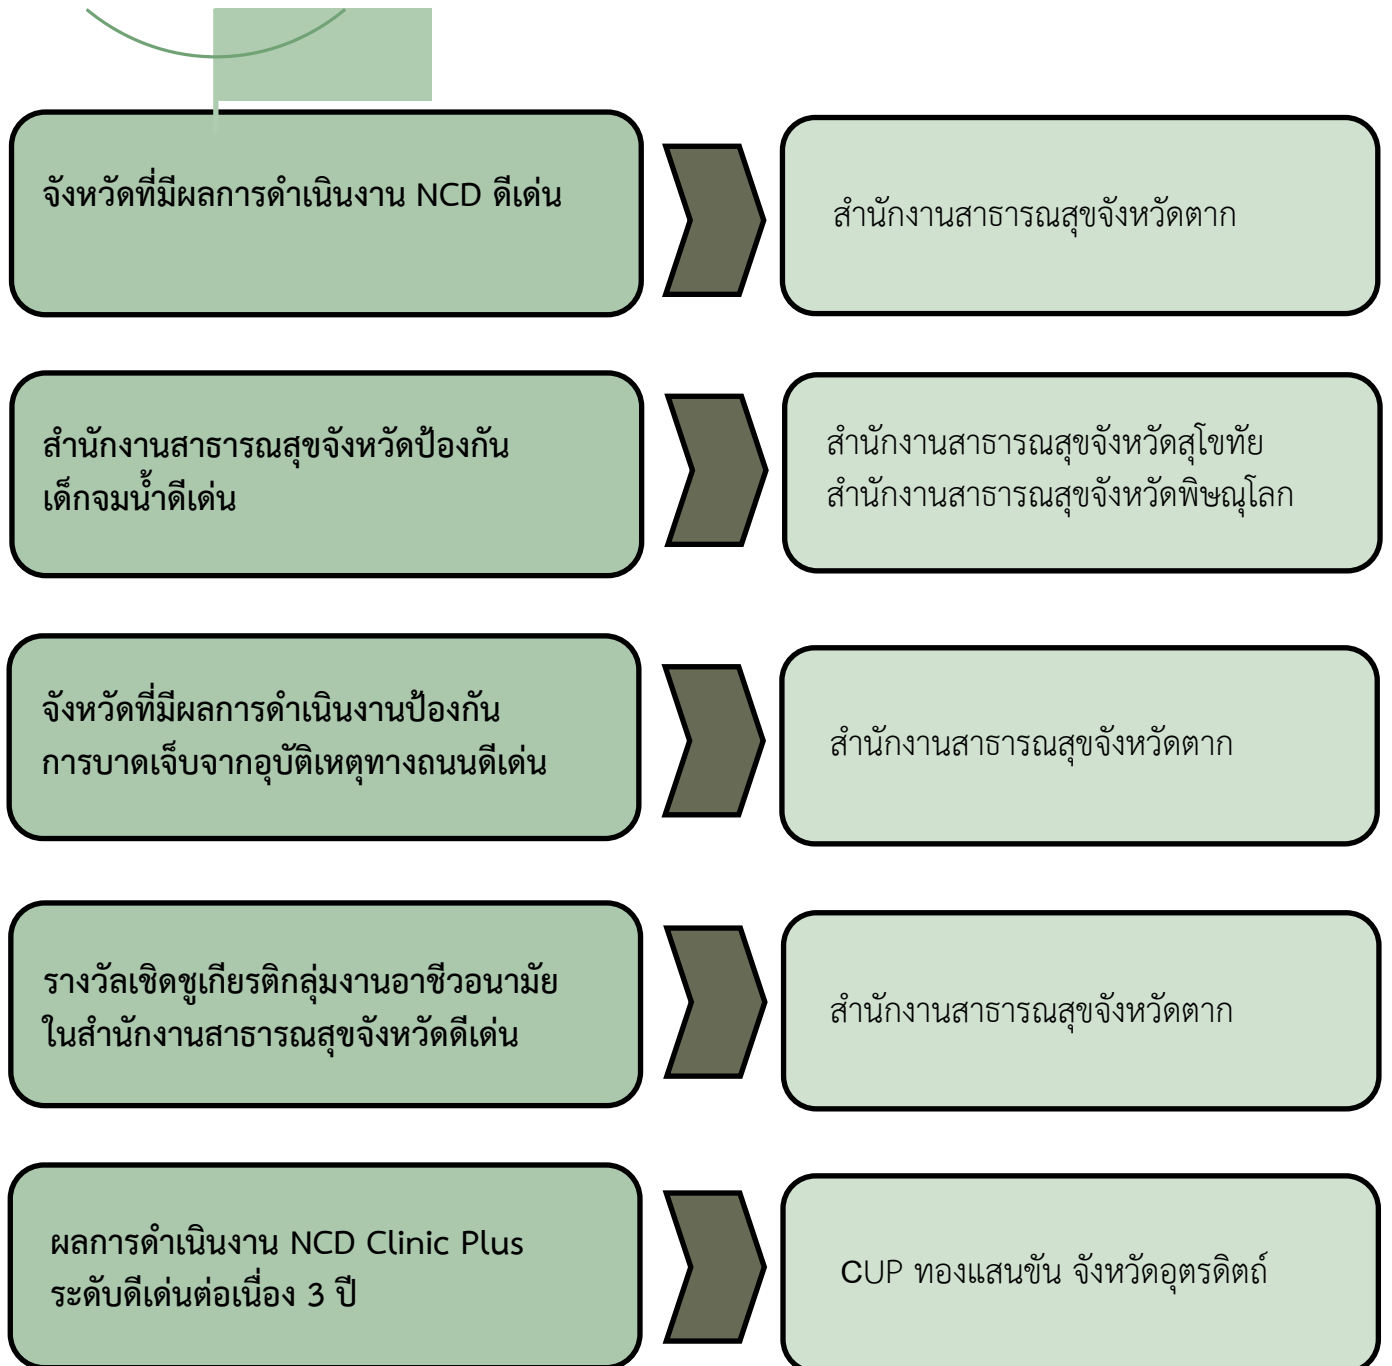 จังหวัดที่มีผลการดำเนินงาน NCD ดีเด่น
สำนักงานสาธารณสุขจังหวัดตาก
สำนักงานสาธารณสุขจังหวัดป้องกัน
เด็กจมน้ำดีเด่น
สำนักงานสาธารณสุขจังหวัดสุโขทัย
สำนักงานสาธารณสุขจังหวัดพิษณุโลก
จังหวัดที่มีผลการดำเนินงานป้องกัน
การบาดเจ็บจากอุบัติเหตุทางถนนดีเด่น
สำนักงานสาธารณสุขจังหวัดตาก
รางวัลเชิดชูเกียรติกลุ่มงานอาชีวอนามัย
ในสำนักงานสาธารณสุขจังหวัดดีเด่น
สำนักงานสาธารณสุขจังหวัดตาก
ผลการดำเนินงาน NCD Clinic Plus
ระดับดีเด่นต่อเนื่อง 3 ปี
CUP ทองแสนขัน จังหวัดอุตรดิตถ์